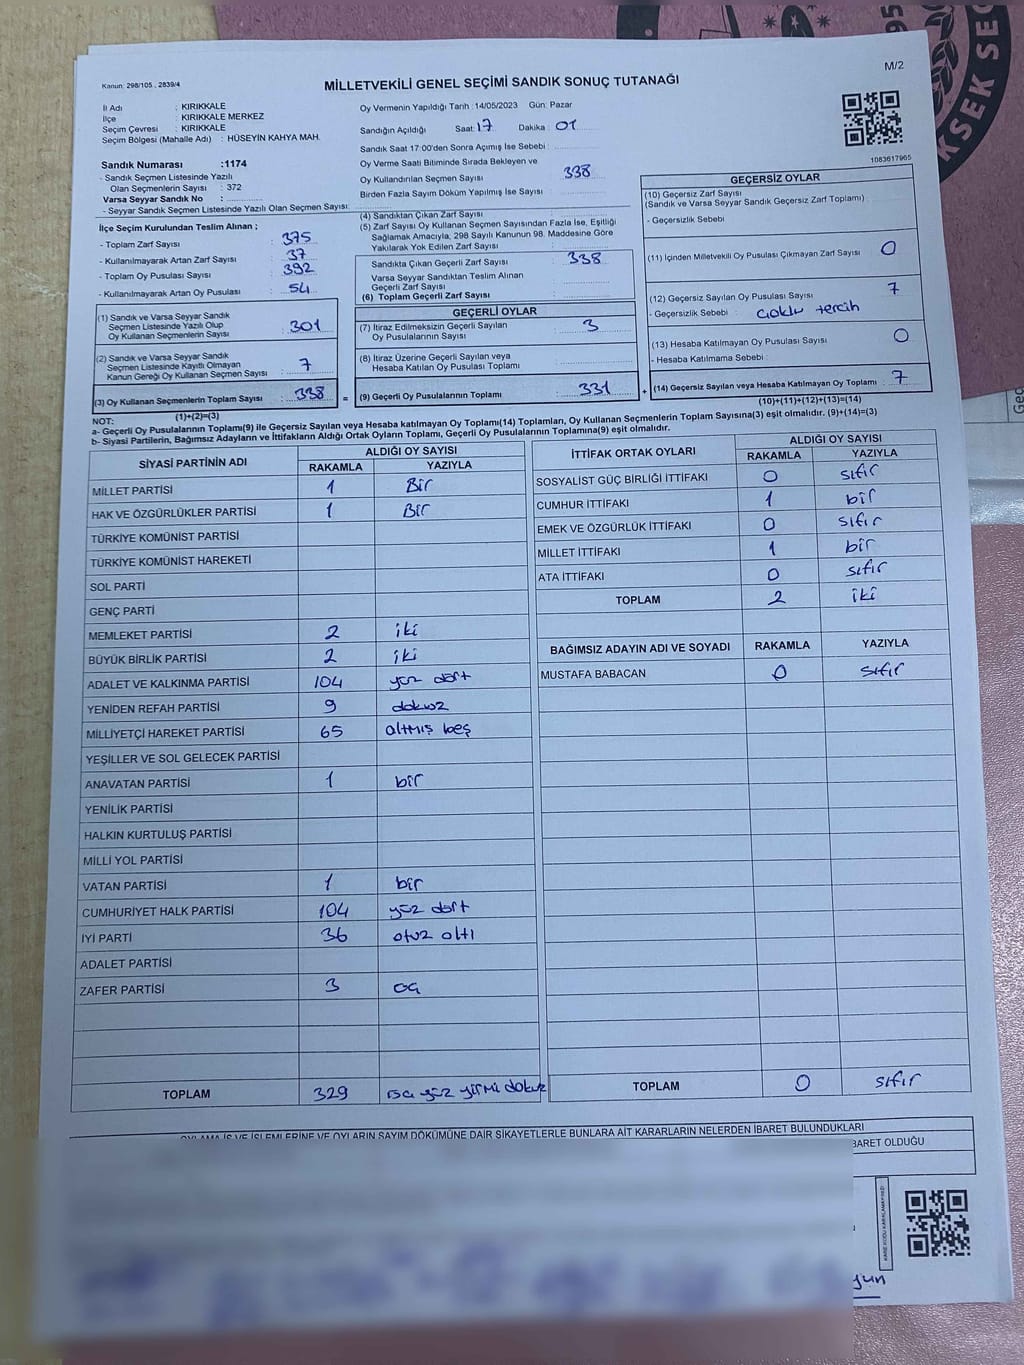 Kanun: 298/105 , 2839/4
MİLLETVEKİLİ GENEL SEÇİMİ SANDIK SONUÇ TUTANAĞI
M/2
İl Adı : KIRIKKALE
İlçe : KIRIKKALE MERKEZ
Seçim Çevresi : KIRIKKALE
Seçim Bölgesi (Mahalle Adı) : HÜSEYİN KAHYA MAH.
Sandık Numarası :1174
- Sandık Seçmen Listesinde Yazılı
Olan Seçmenlerin Sayısı : 372
Varsa Seyyar Sandık No :
- Seyyar Sandık Seçmen Listesinde Yazılı Olan Seçmen Sayısı:
Oy Vermenin Yapıldığı Tarih : 14/05/2023 Gün: Pazar
Sandığın Açıldığı Saat: 17 Dakika : 01
Sandık Saat 17:00'den Sonra Açımış İse Sebebi :
Oy Verme Saati Bitiminde Sırada Bekleyen ve
Oy Kullandırılan Seçmen Sayısı : 338
Birden Fazla Sayım Döküm Yapılmış İse Sayısı :
1083617965
İlçe Seçim Kurulundan Teslim Alınan ;
- Toplam Zarf Sayısı : 375
- Kullanılmayarak Artan Zarf Sayısı : 37
- Toplam Oy Pusulası Sayısı : 392
- Kullanılmayarak Artan Oy Pusulası : 54
(4) Sandıktan Çıkan Zarf Sayısı :
(5) Zarf Sayısı Oy Kullanan Seçmen Sayısından Fazla İse, Eşitliği
Sağlamak Amacıyla, 298 Sayılı Kanunun 98. Maddesine Göre
Yakılarak Yok Edilen Zarf Sayısı :
Sandıkta Çıkan Geçerli Zarf Sayısı : 338
Varsa Seyyar Sandıktan Teslim Alınan
Geçerli Zarf Sayısı :
(6) Toplam Geçerli Zarf Sayısı :
GEÇERSİZ OYLAR
(10) Geçersiz Zarf Sayısı
(Sandık ve Varsa Seyyar Sandık Geçersiz Zarf Toplamı) :
- Geçersizlik Sebebi :
(11) İçinden Milletvekili Oy Pusulası Çıkmayan Zarf Sayısı : 0
(12) Geçersiz Sayılan Oy Pusulası Sayısı : 7
- Geçersizlik Sebebi : çoklu tercih
(13) Hesaba Katılmayan Oy Pusulası Sayısı : 0
- Hesaba Katılmama Sebebi :
(14) Geçersiz Sayılan veya Hesaba Katılmayan Oy Toplamı : 7
(10)+(11)+(12)+(13)=(14)
(1) Sandık ve Varsa Seyyar Sandık
Seçmen Listesinde Yazılı Olup
Oy Kullanan Seçmenlerin Sayısı : 301
(2) Sandık ve Varsa Seyyar Sandık
Seçmen Listesinde Kayıtlı Olmayan
Kanun Gereği Oy Kullanan Seçmen Sayısı : 7
(3) Oy Kullanan Seçmenlerin Toplam Sayısı : 338
(1)+(2)=(3)
GEÇERLİ OYLAR
(7) İtiraz Edilmeksizin Geçerli Sayılan
Oy Pusulasının Sayısı : 3
(8) İtiraz Üzerine Geçerli Sayılan veya
Hesaba Katılan Oy Pusulası Toplamı :
(9) Geçerli Oy Pusulalarının Toplamı : 331
NOT:
a- Geçerli Oy Pusulalarının Toplamı(9) ile Geçersiz Sayılan veya Hesaba katılmayan Oy Toplamı(14) Toplamları, Oy Kullanan Seçmenlerin Toplam Sayısına(3) eşit olmalıdır. (9)+(14)=(3)
b- Siyasi Partilerin, Bağımsız Adayların ve İttifakların Aldığı Ortak Oyların Toplamı, Geçerli Oy Pusulalarının Toplamına(9) eşit olmalıdır.
SİYASİ PARTİNİN ADI ALDIĞI OY SAYISI
RAKAMLA YAZIYLA
MİLLET PARTİSİ 1 Bir
HAK VE ÖZGÜRLÜKLER PARTİSİ 1 Bir
TÜRKİYE KOMÜNİST PARTİSİ
TÜRKİYE KOMÜNİST HAREKETİ
SOL PARTİ
GENÇ PARTİ
MEMLEKET PARTİSİ 2 iki
BÜYÜK BİRLİK PARTİSİ 2 iki
ADALET VE KALKINMA PARTİSİ 104 yüz dört
YENİDEN REFAH PARTİSİ 9 dokuz
MİLLİYETÇİ HAREKET PARTİSİ 65 altmış beş
YEŞİLLER VE SOL GELECEK PARTİSİ
ANAVATAN PARTİSİ 1 bir
YENİLİK PARTİSİ
HALKIN KURTULUŞ PARTİSİ
MİLLİ YOL PARTİSİ
VATAN PARTİSİ 1 bir
CUMHURİYET HALK PARTİSİ 104 yüz dört
İYİ PARTİ 36 otuz altı
ADALET PARTİSİ
ZAFER PARTİSİ 3 üç
TOPLAM 329 üç yüz yirmi dokuz
İTTİFAK ORTAK OYLARI ALDIĞI OY SAYISI
RAKAMLA YAZIYLA
SOSYALİST GÜÇ BİRLİĞİ İTTİFAKI 0 sıfır
CUMHUR İTTİFAKI 1 bir
EMEK VE ÖZGÜRLÜK İTTİFAKI 0 sıfır
MİLLET İTTİFAKI 1 bir
ATA İTTİFAKI 0 sıfır
TOPLAM 2 iki
BAĞIMSIZ ADAYIN ADI VE SOYADI RAKAMLA YAZIYLA
MUSTAFA BABACAN 0 sıfır
TOPLAM 0 sıfır
OYLAMA İŞ VE İŞLEMLERİNE VE OYLARIN SAYIM DÖKÜMÜNE DAİR ŞİKAYETLERLE BUNLARA AİT KARARLARIN NELERDEN İBARET BULUNDUKLARI
BARET OLDUĞU